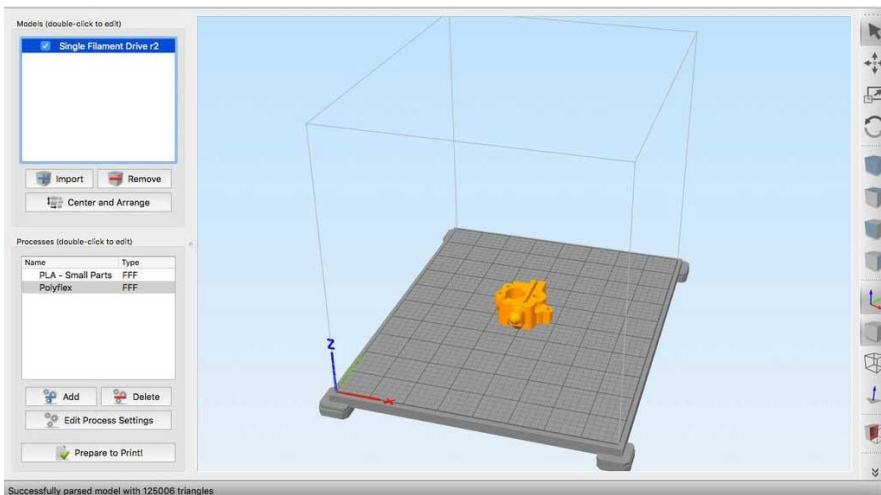 Models (double-click to edit)
Single Filament Drive r2
Import Remove
Center and Arrange
Processes (double-click to edit)
Name Type
PLA - Small Parts FFF
Polyflex FFF
Add Delete
Edit Process Settings
Prepare to Print!
Z
X
Successfully parsed model with 125006 triangles